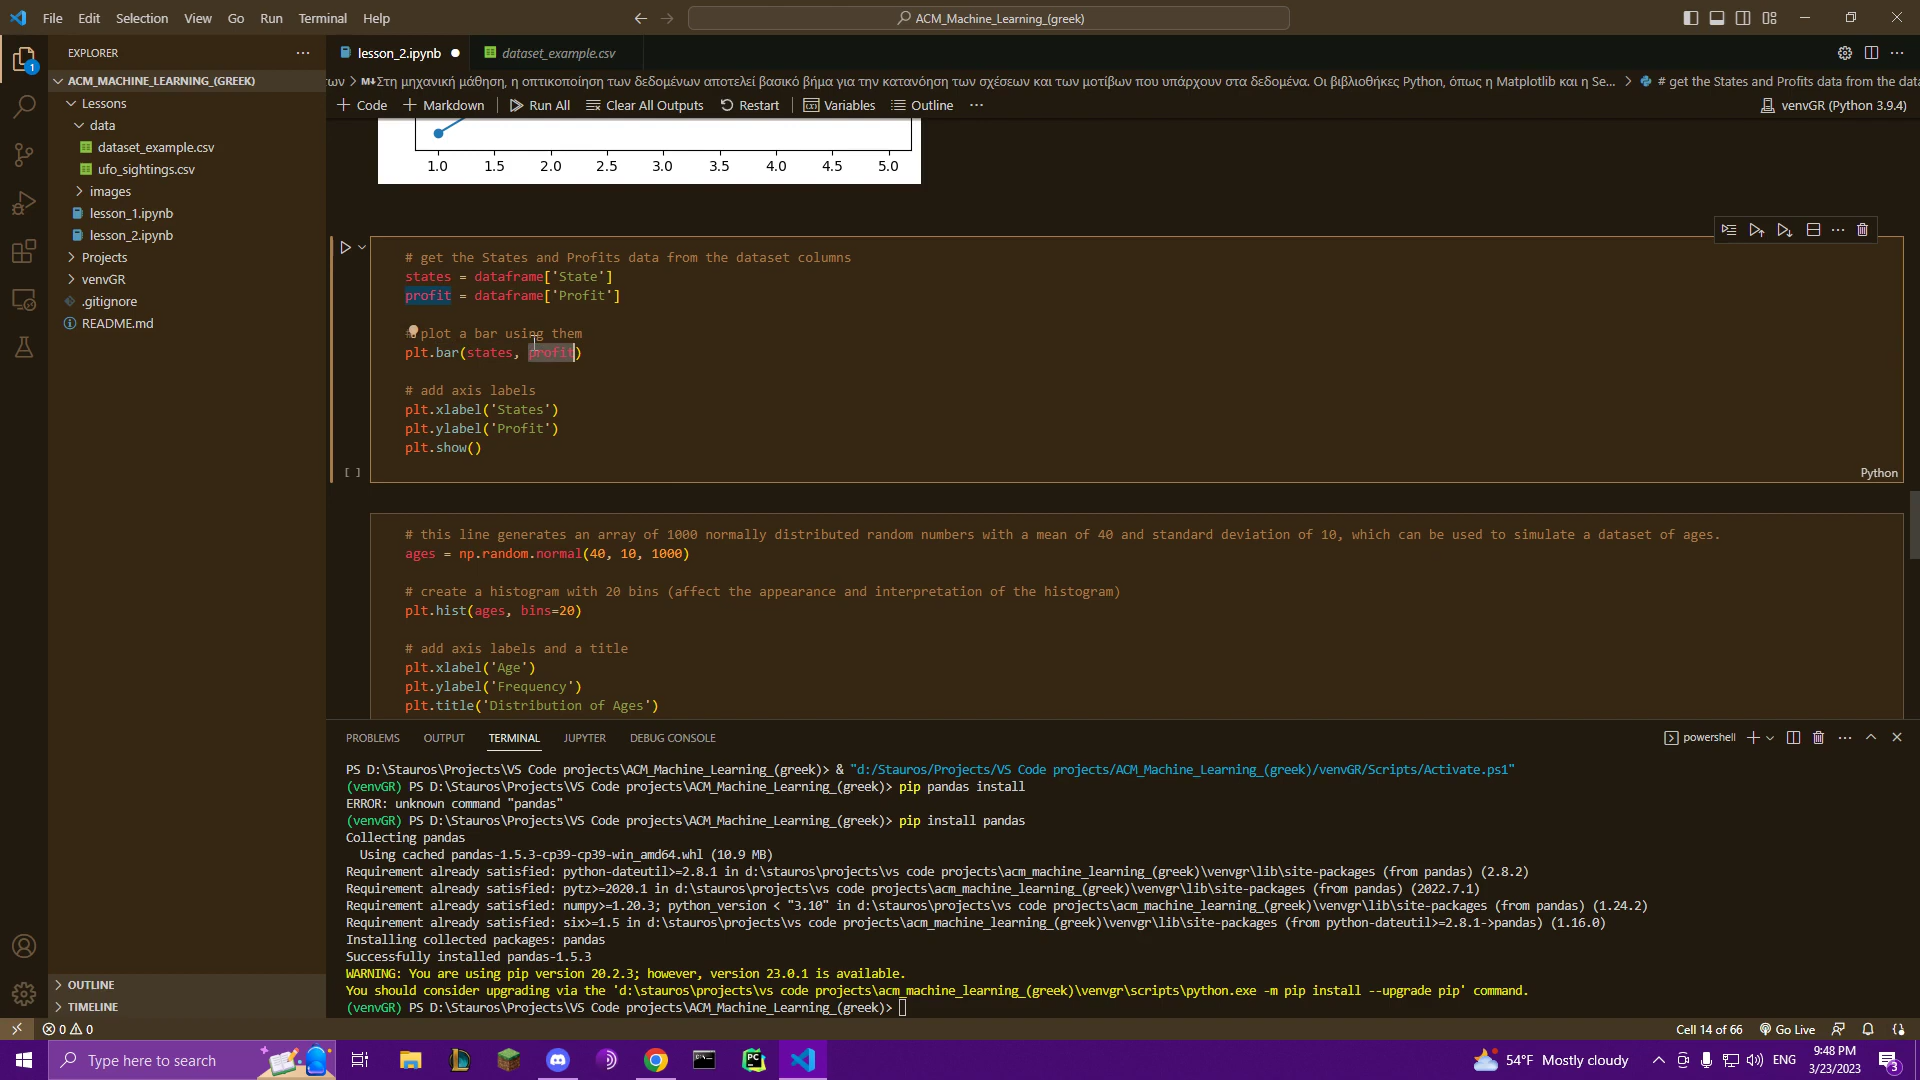 File Edit Selection View Go Run Terminal Help
ACM_Machine_Learning_(greek)
EXPLORER
lesson_2.ipynb
dataset_example.csv
ACM_MACHINE_LEARNING_(GREEK)
Lessons
data
dataset_example.csv
ufo_sightings.csv
images
lesson_1.ipynb
lesson_2.ipynb
Projects
venvGR
.gitignore
README.md
OUTLINE
TIMELINE
των > M↓Στη μηχανική μάθηση, η οπτικοποίηση των δεδομένων αποτελεί βασικό βήμα για την κατανόηση των σχέσεων και των μοτίβων που υπάρχουν στα δεδομένα. Οι βιβλιοθήκες Python, όπως η Matplotlib και η Se... > # get the States and Profits data from the data
+ Code + Markdown Run All Clear All Outputs Restart Variables Outline ...
venvGR (Python 3.9.4)
1.0 1.5 2.0 2.5 3.0 3.5 4.0 4.5 5.0
# get the States and Profits data from the dataset columns
states = dataframe['State']
profit = dataframe['Profit']
# plot a bar using them
plt.bar(states, profit)
# add axis labels
plt.xlabel('States')
plt.ylabel('Profit')
plt.show()
[ ]
Python
# this line generates an array of 1000 normally distributed random numbers with a mean of 40 and standard deviation of 10, which can be used to simulate a dataset of ages.
ages = np.random.normal(40, 10, 1000)
# create a histogram with 20 bins (affect the appearance and interpretation of the histogram)
plt.hist(ages, bins=20)
# add axis labels and a title
plt.xlabel('Age')
plt.ylabel('Frequency')
plt.title('Distribution of Ages')
PROBLEMS OUTPUT TERMINAL JUPYTER DEBUG CONSOLE
powershell
PS D:\Stauros\Projects\VS Code projects\ACM_Machine_Learning_(greek)> & "d:/Stauros/Projects/VS Code projects/ACM_Machine_Learning_(greek)/venvGR/Scripts/Activate.ps1"
(venvGR) PS D:\Stauros\Projects\VS Code projects\ACM_Machine_Learning_(greek)> pip pandas install
ERROR: unknown command "pandas"
(venvGR) PS D:\Stauros\Projects\VS Code projects\ACM_Machine_Learning_(greek)> pip install pandas
Collecting pandas
Using cached pandas-1.5.3-cp39-cp39-win_amd64.whl (10.9 MB)
Requirement already satisfied: python-dateutil>=2.8.1 in d:\stauros\projects\vs code projects\acm_machine_learning_(greek)\venvgr\lib\site-packages (from pandas) (2.8.2)
Requirement already satisfied: pytz>=2020.1 in d:\stauros\projects\vs code projects\acm_machine_learning_(greek)\venvgr\lib\site-packages (from pandas) (2022.7.1)
Requirement already satisfied: numpy>=1.20.3; python_version < "3.10" in d:\stauros\projects\vs code projects\acm_machine_learning_(greek)\venvgr\lib\site-packages (from pandas) (1.24.2)
Requirement already satisfied: six>=1.5 in d:\stauros\projects\vs code projects\acm_machine_learning_(greek)\venvgr\lib\site-packages (from python-dateutil>=2.8.1->pandas) (1.16.0)
Installing collected packages: pandas
Successfully installed pandas-1.5.3
WARNING: You are using pip version 20.2.3; however, version 23.0.1 is available.
You should consider upgrading via the 'd:\stauros\projects\vs code projects\acm_machine_learning_(greek)\venvgr\scripts\python.exe -m pip install --upgrade pip' command.
(venvGR) PS D:\Stauros\Projects\VS Code projects\ACM_Machine_Learning_(greek)>
0 0
Cell 14 of 66 Go Live
Type here to search
54°F Mostly cloudy
ENG
9:48 PM
3/23/2023
3